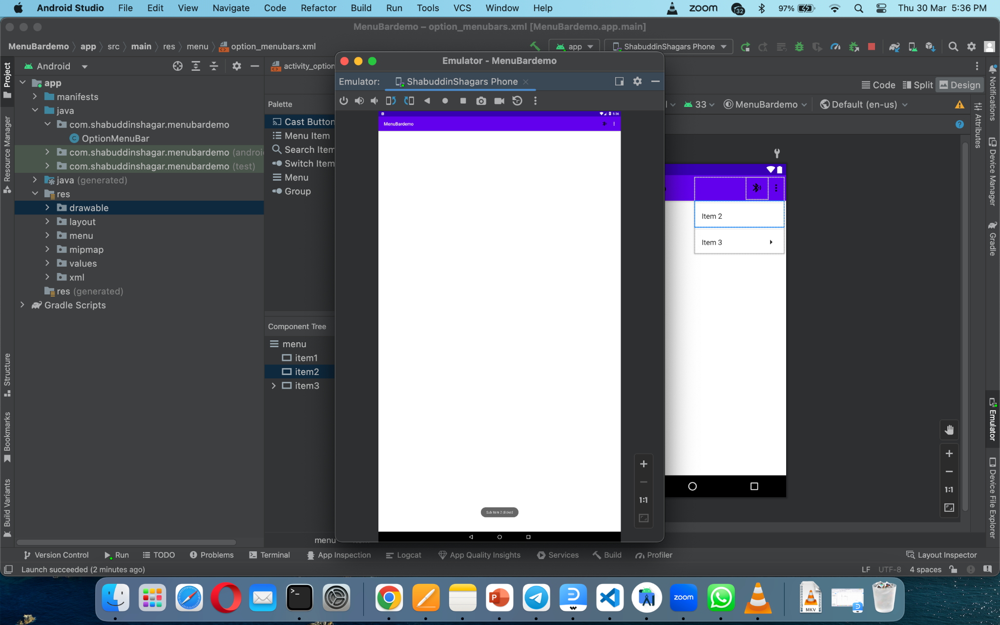 Android Studio File Edit View Navigate Code Refactor Build Run Tools VCS Window Help zoom 32 97% Thu 30 Mar 5:36 PM
MenuBardemo – option_menubars.xml [MenuBardemo.app.main]
MenuBardemo app src main res menu option_menubars.xml app ShabuddinShagars Phone
Project
Resource Manager
Structure
Bookmarks
Build Variants
Android
app
manifests
java
com.shabuddinshagar.menubardemo
OptionMenuBar
com.shabuddinshagar.menubardemo
com.shabuddinshagar.menubardemo (test)
java (generated)
res
drawable
layout
menu
mipmap
values
xml
res (generated)
Gradle Scripts
Palette
Cast Button
Menu Item
Search Item
Switch Item
Menu
Group
Component Tree
menu
item1
item2
item3
menu
Emulator - MenuBardemo
Emulator: ShabuddinShagars Phone
5:36
MenuBardemo
Sub Item 2 clicked
1:1
Code Split Design
33 MenuBardemo Default (en-us)
Item 2
Item 3
1:1
Notifications
Attributes
Device Manager
Gradle
Emulator
Device File Explorer
Version Control Run TODO Problems Terminal App Inspection Logcat App Quality Insights Services Build Profiler Layout Inspector
Launch succeeded (2 minutes ago) LF UTF-8 4 spaces
zoom
MKV